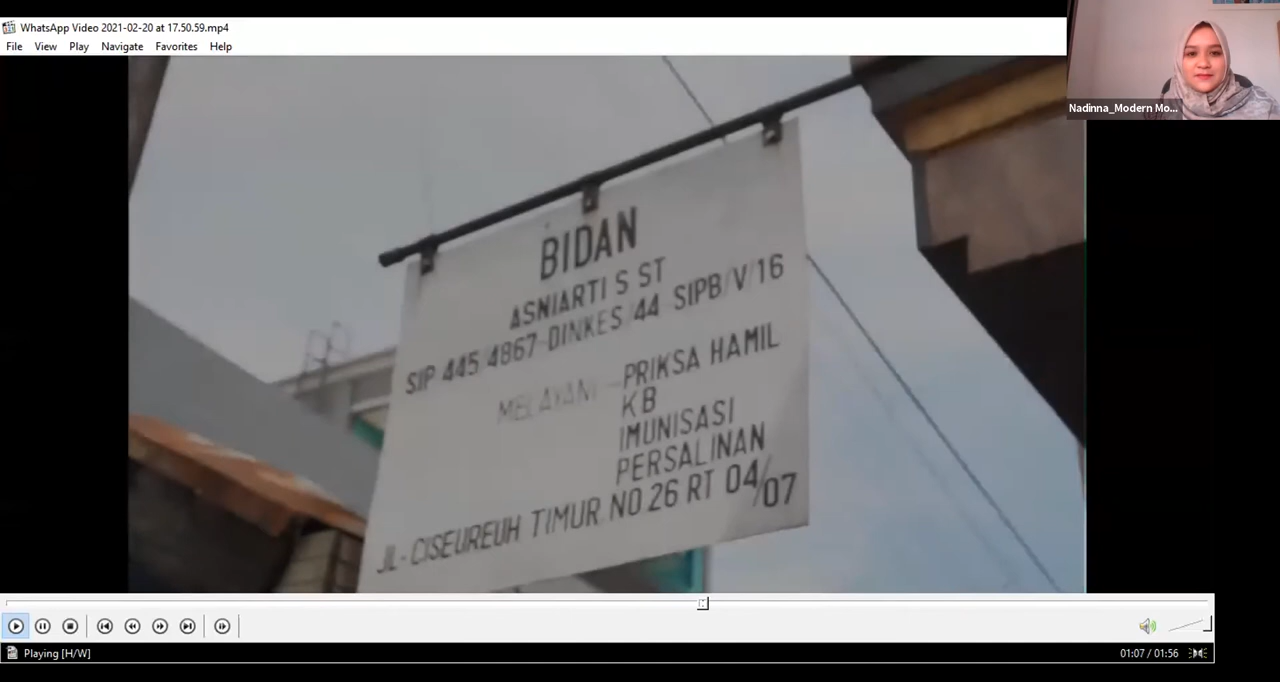 WhatsApp Video 2021-02-20 at 17.50.59.mp4
File View Play Navigate Favorites Help
Nadinna_Modern Mo...
BIDAN
ASNIARTI S ST
SIP 445/4867-DINKES/44 SIPB/V/16
MELAYANI -PRIKSA HAMIL
KB
IMUNISASI
PERSALINAN
JL- CISEUREUH TIMUR NO 26 RT 04/07
Playing [H/W]
01:07 / 01:56